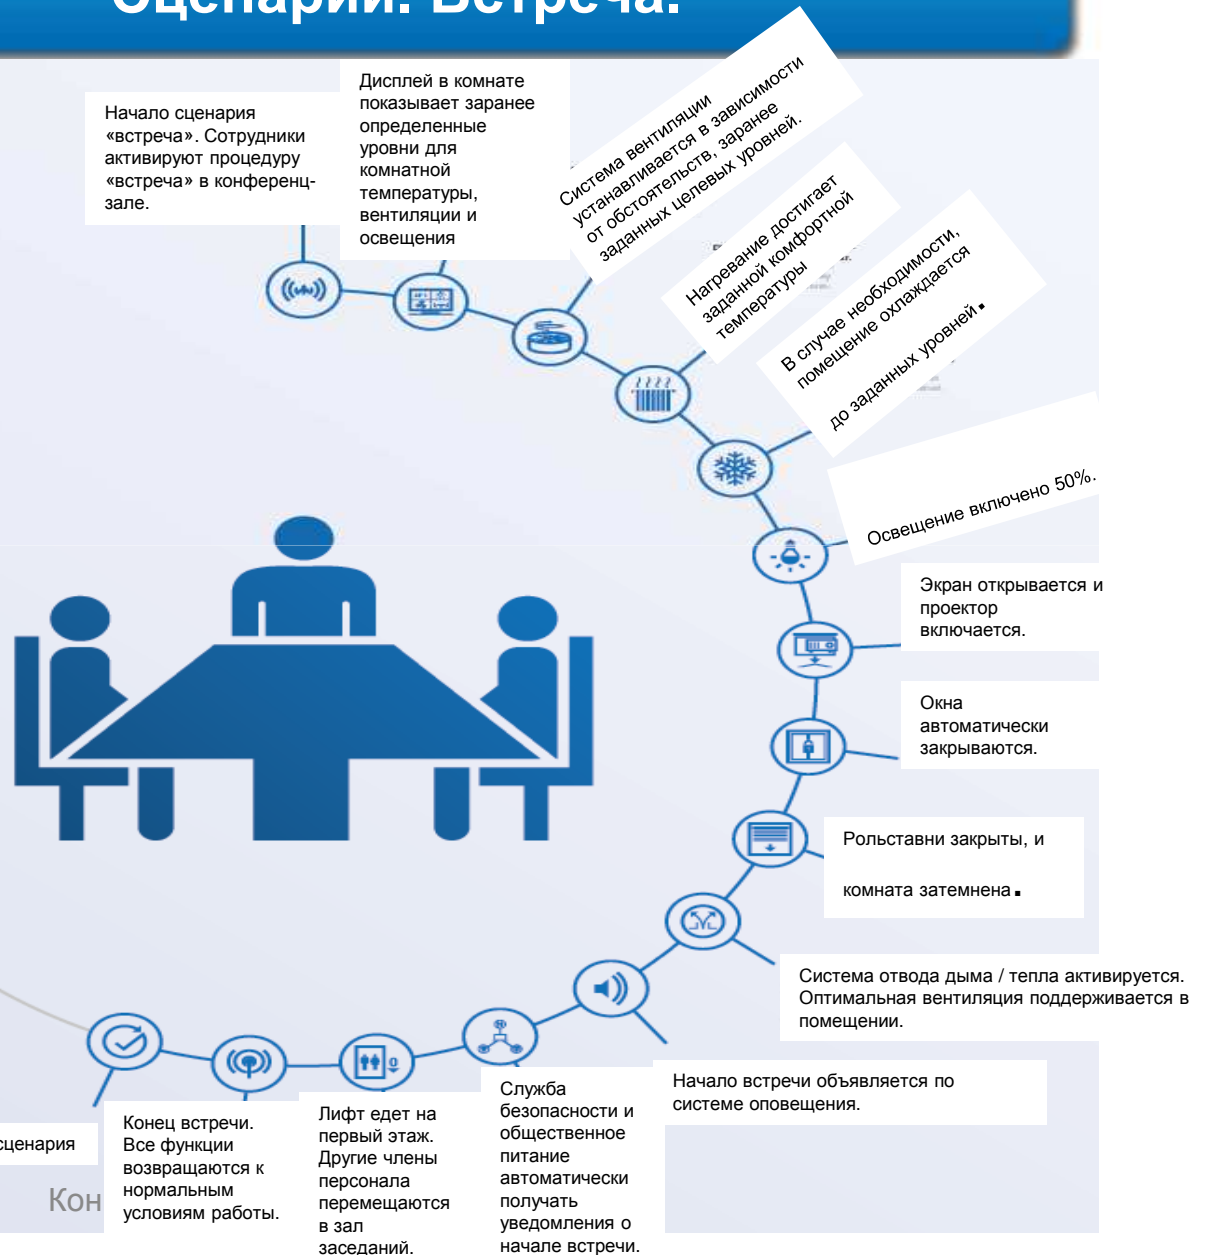 Сценарий. Встреча.
Начало сценария
«встреча». Сотрудники
активируют процедуру
«встреча» в конференц-
зале.
Дисплей в комнате
показывает заранее
определенные
уровни для
комнатной
температуры,
вентиляции и
освещения
Система вентиляции
устанавливается в зависимости
от обстоятельств, заранее
заданных целевых уровней.
Нагревание достигает
заданной комфортной
температуры
В случае необходимости,
помещение охлаждается
до заданных уровней.
Освещение включено 50%.
Экран открывается и
проектор
включается.
Окна
автоматически
закрываются.
Рольставни закрыты, и
комната затемнена.
Система отвода дыма / тепла активируется.
Оптимальная вентиляция поддерживается в
помещении.
Начало встречи объявляется по
системе оповещения.
Служба
безопасности и
общественное
питание
автоматически
получать
уведомления о
начале встречи.
Лифт едет на
первый этаж.
Другие члены
персонала
перемещаются
в зал
заседаний.
Конец встречи.
Все функции
возвращаются к
нормальным
условиям работы.
сценария
Кон